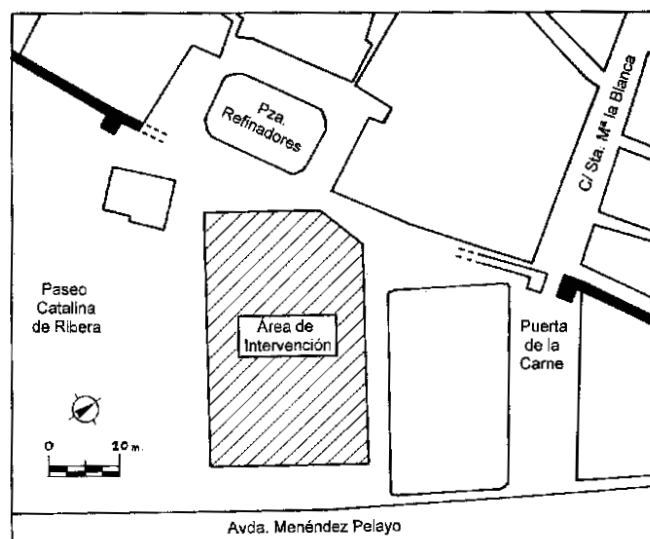 Pza.
Refinadores
C/ Sta. Mª la Blanca
Paseo
Catalina
de Ribera
Área de
Intervención
Puerta
de la
Carne
0 20 m.
Avda. Menéndez Pelayo